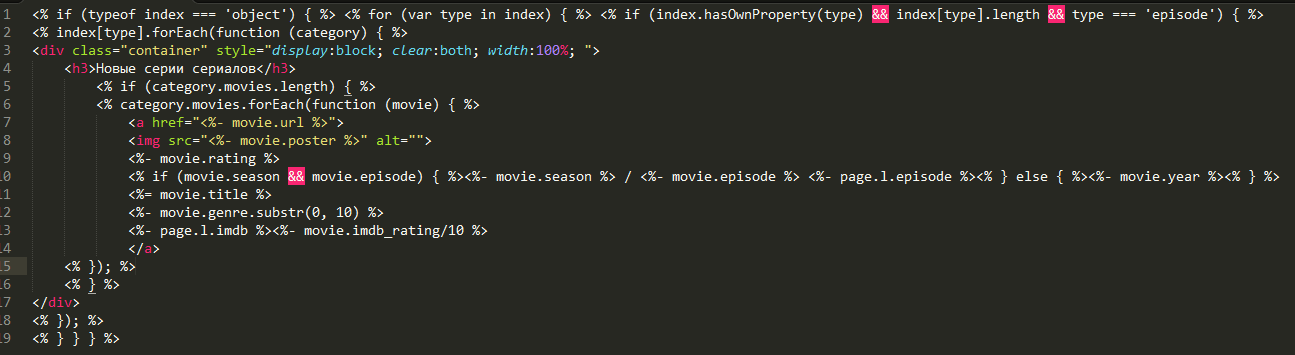 1 <% if (typeof index === 'object') { %> <% for (var type in index) { %> <% if (index.hasOwnProperty(type) && index[type].length && type === 'episode') { %>
2 <% index[type].forEach(function (category) { %>
3 <div class="container" style="display:block; clear:both; width:100%; ">
4 <h3>Новые серии сериалов</h3>
5 <% if (category.movies.length) { %>
6 <% category.movies.forEach(function (movie) { %>
7 <a href="<%- movie.url %>">
8 <img src="<%- movie.poster %>" alt="">
9 <%- movie.rating %>
10 <% if (movie.season && movie.episode) { %><%- movie.season %> / <%- movie.episode %> <%- page.l.episode %><% } else { %><%- movie.year %><% } %>
11 <%= movie.title %>
12 <%- movie.genre.substr(0, 10) %>
13 <%- page.l.imdb %><%- movie.imdb_rating/10 %>
14 </a>
15 <% }); %>
16 <% } %>
17 </div>
18 <% }); %>
19 <% } } } %>